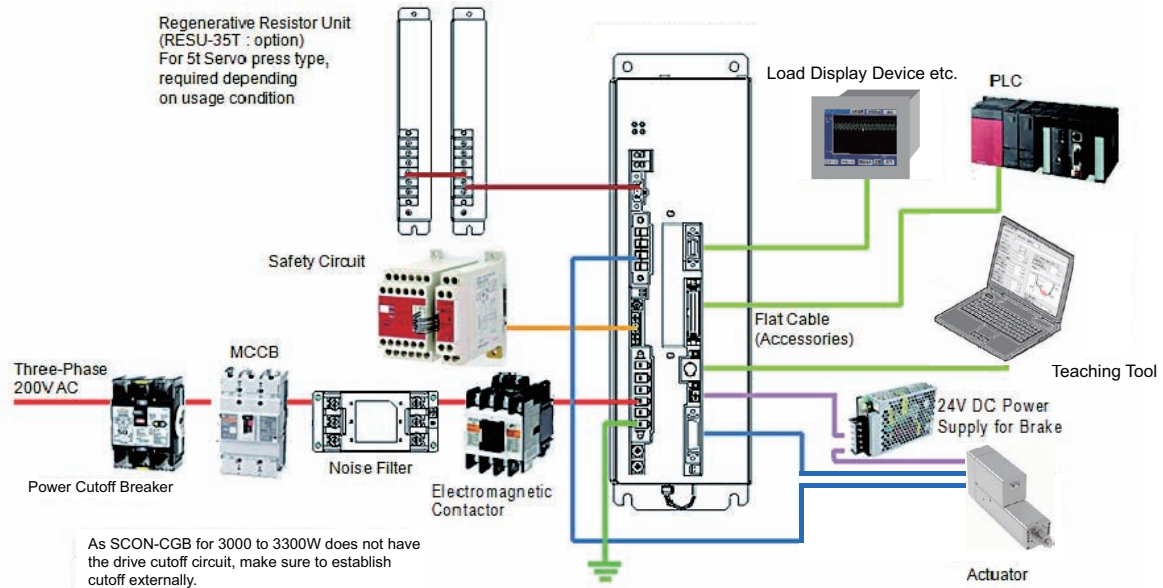 Regenerative Resistor Unit
(RESU-35T : option)
For 5t Servo press type,
required depending
on usage condition
Load Display Device etc.
PLC
Safety Circuit
Flat Cable
(Accessories)
MCCB
Three-Phase
200V AC
Teaching Tool
24V DC Power
Supply for Brake
Noise Filter
Power Cutoff Breaker
Electromagnetic
Contactor
As SCON-CGB for 3000 to 3300W does not have
the drive cutoff circuit, make sure to establish
cutoff externally.
Actuator